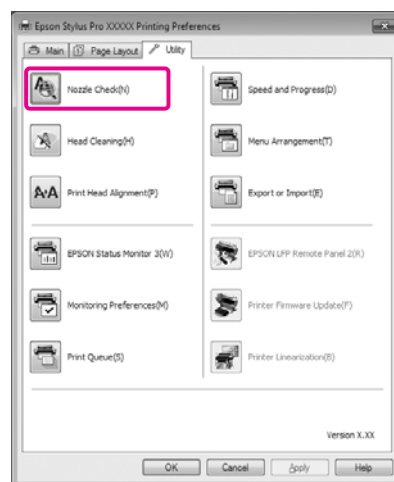 Epson Stylus Pro XXXXX Printing Preferences
Main Page Layout Utility
Nozzle Check(N)
Speed and Progress(D)
Head Cleaning(H)
Menu Arrangement(T)
Print Head Alignment(P)
Export or Import(E)
EPSON Status Monitor 3(W)
EPSON LFP Remote Panel 2(R)
Monitoring Preferences(M)
Printer Firmware Update(F)
Print Queue(S)
Printer Linearization(B)
Version X.XX
OK Cancel Apply Help